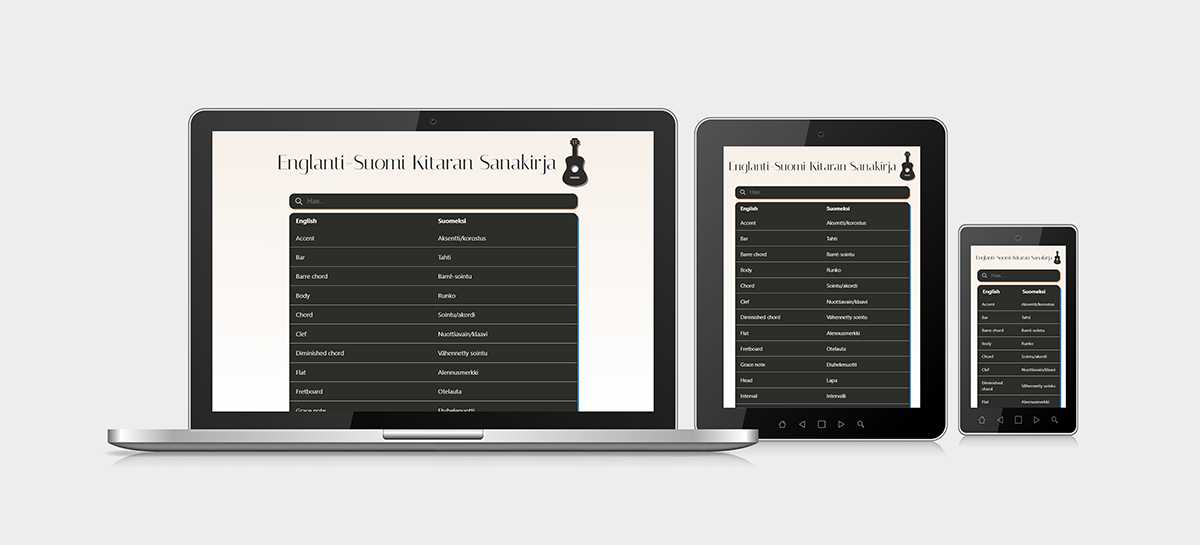 Englanti-Suomi Kitaran Sanakirja
Hae...
English Suomeksi
Accent Aksentti/korostus
Bar Tahti
Barre chord Barré-sointu
Body Runko
Chord Sointu/akordi
Clef Nuottiavain/klaavi
Diminished chord Vähennetty sointu
Flat Alennusmerkki
Fretboard Otelauta
Grace note Etuhelenuotti
Englanti-Suomi Kitaran Sanakirja
Hae...
English Suomeksi
Accent Aksentti/korostus
Bar Tahti
Barre chord Barré-sointu
Body Runko
Chord Sointu/akordi
Clef Nuottiavain/klaavi
Diminished chord Vähennetty sointu
Flat Alennusmerkki
Fretboard Otelauta
Grace note Etuhelenuotti
Head Lapa
Interval Intervalli
Englanti-Suomi Kitaran Sanakirja
Hae...
English Suomeksi
Accent Aksentti/korostus
Bar Tahti
Barre chord Barré-sointu
Body Runko
Chord Sointu/akordi
Clef Nuottiavain/klaavi
Diminished chord Vähennetty sointu
Flat Alennusmerkki